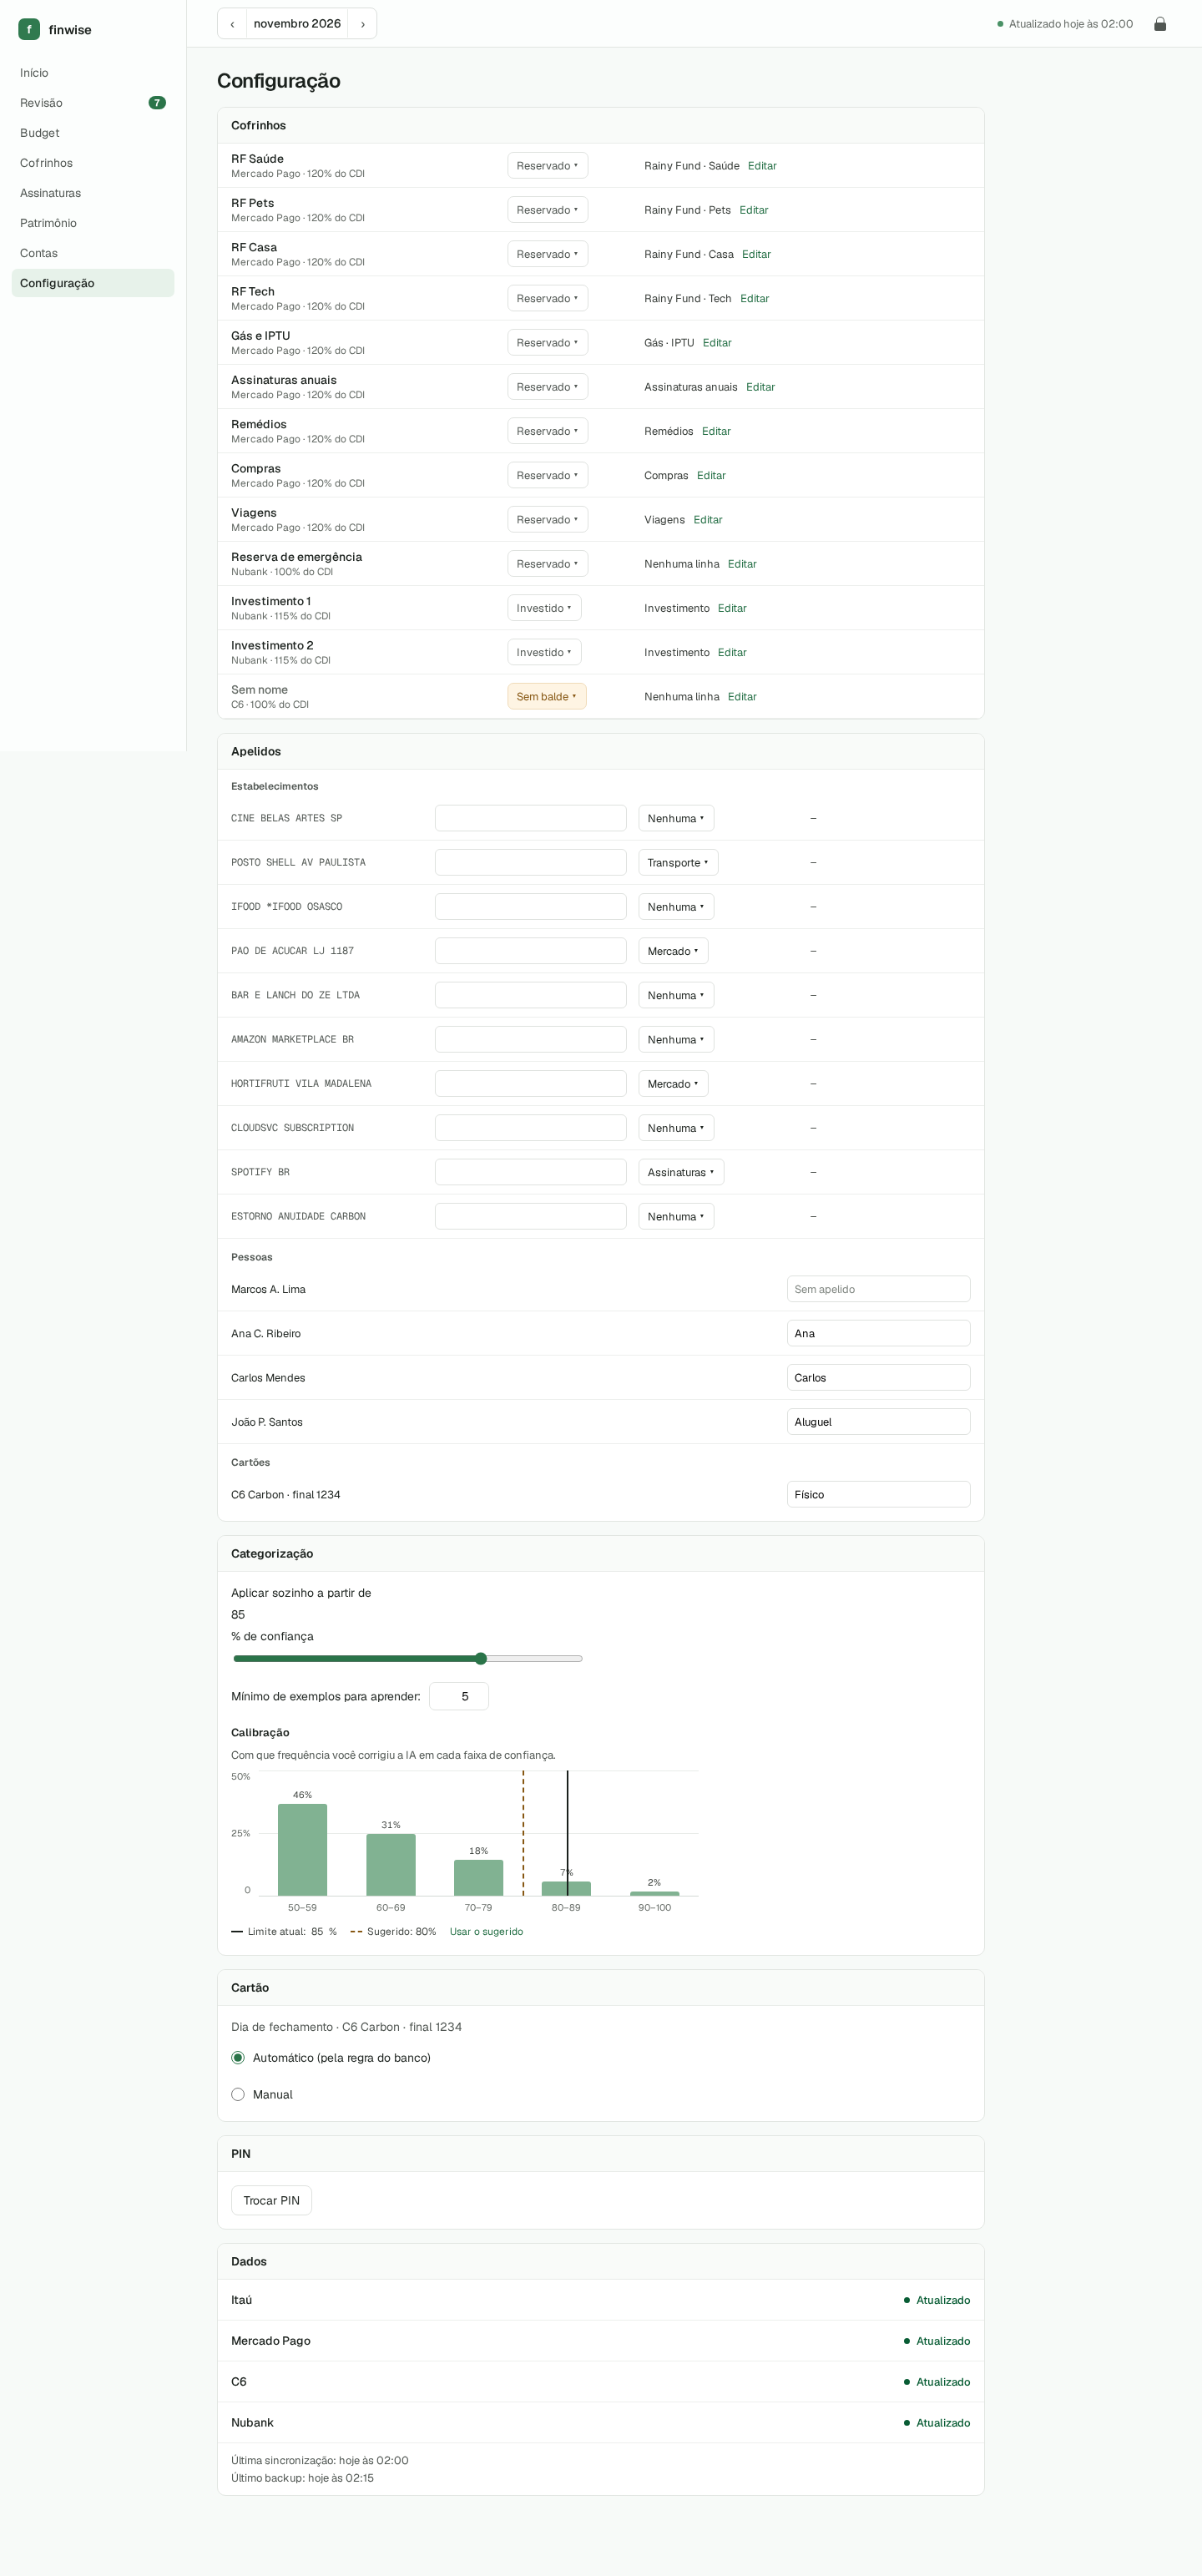 f finwise
‹ novembro 2026 ›
Atualizado hoje às 02:00
Início
Revisão 7
Budget
Cofrinhos
Assinaturas
Patrimônio
Contas
Configuração
Configuração
Cofrinhos
RF Saúde
Mercado Pago · 120% do CDI
Reservado
Rainy Fund · Saúde Editar
RF Pets
Mercado Pago · 120% do CDI
Reservado
Rainy Fund · Pets Editar
RF Casa
Mercado Pago · 120% do CDI
Reservado
Rainy Fund · Casa Editar
RF Tech
Mercado Pago · 120% do CDI
Reservado
Rainy Fund · Tech Editar
Gás e IPTU
Mercado Pago · 120% do CDI
Reservado
Gás · IPTU Editar
Assinaturas anuais
Mercado Pago · 120% do CDI
Reservado
Assinaturas anuais Editar
Remédios
Mercado Pago · 120% do CDI
Reservado
Remédios Editar
Compras
Mercado Pago · 120% do CDI
Reservado
Compras Editar
Viagens
Mercado Pago · 120% do CDI
Reservado
Viagens Editar
Reserva de emergência
Nubank · 100% do CDI
Reservado
Nenhuma linha Editar
Investimento 1
Nubank · 115% do CDI
Investido
Investimento Editar
Investimento 2
Nubank · 115% do CDI
Investido
Investimento Editar
Sem nome
C6 · 100% do CDI
Sem balde
Nenhuma linha Editar
Apelidos
Estabelecimentos
CINE BELAS ARTES SP Nenhuma –
POSTO SHELL AV PAULISTA Transporte –
IFOOD *IFOOD OSASCO Nenhuma –
PAO DE ACUCAR LJ 1187 Mercado –
BAR E LANCH DO ZE LTDA Nenhuma –
AMAZON MARKETPLACE BR Nenhuma –
HORTIFRUTI VILA MADALENA Mercado –
CLOUDSVC SUBSCRIPTION Nenhuma –
SPOTIFY BR Assinaturas –
ESTORNO ANUIDADE CARBON Nenhuma –
Pessoas
Marcos A. Lima Sem apelido
Ana C. Ribeiro Ana
Carlos Mendes Carlos
João P. Santos Aluguel
Cartões
C6 Carbon · final 1234 Físico
Categorização
Aplicar sozinho a partir de
85
% de confiança
Mínimo de exemplos para aprender: 5
Calibração
Com que frequência você corrigiu a IA em cada faixa de confiança.
50%
25%
0
46%
31%
18%
7%
2%
50–59 60–69 70–79 80–89 90–100
Limite atual: 85 % Sugerido: 80% Usar o sugerido
Cartão
Dia de fechamento · C6 Carbon · final 1234
Automático (pela regra do banco)
Manual
PIN
Trocar PIN
Dados
Itaú Atualizado
Mercado Pago Atualizado
C6 Atualizado
Nubank Atualizado
Última sincronização: hoje às 02:00
Último backup: hoje às 02:15